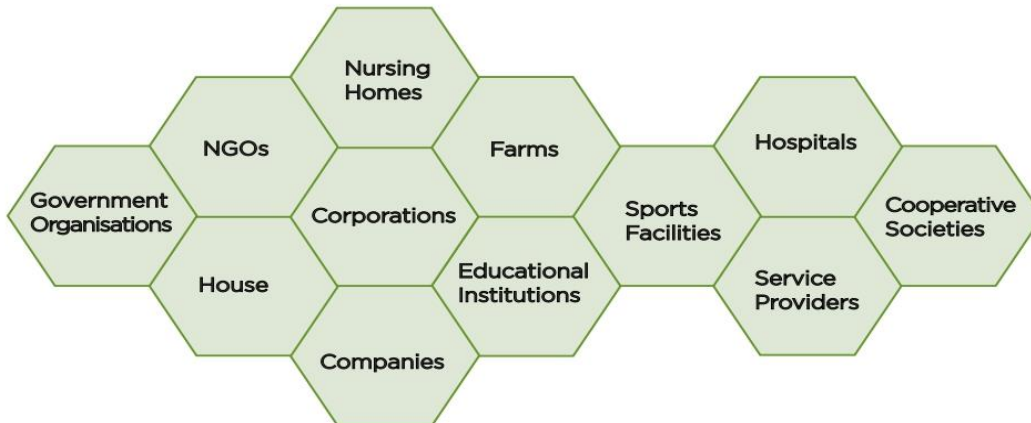 Nursing
Homes
NGOs
Farms
Hospitals
Government
Organisations
Corporations
Sports
Facilities
Cooperative
Societies
House
Educational
Institutions
Service
Providers
Companies